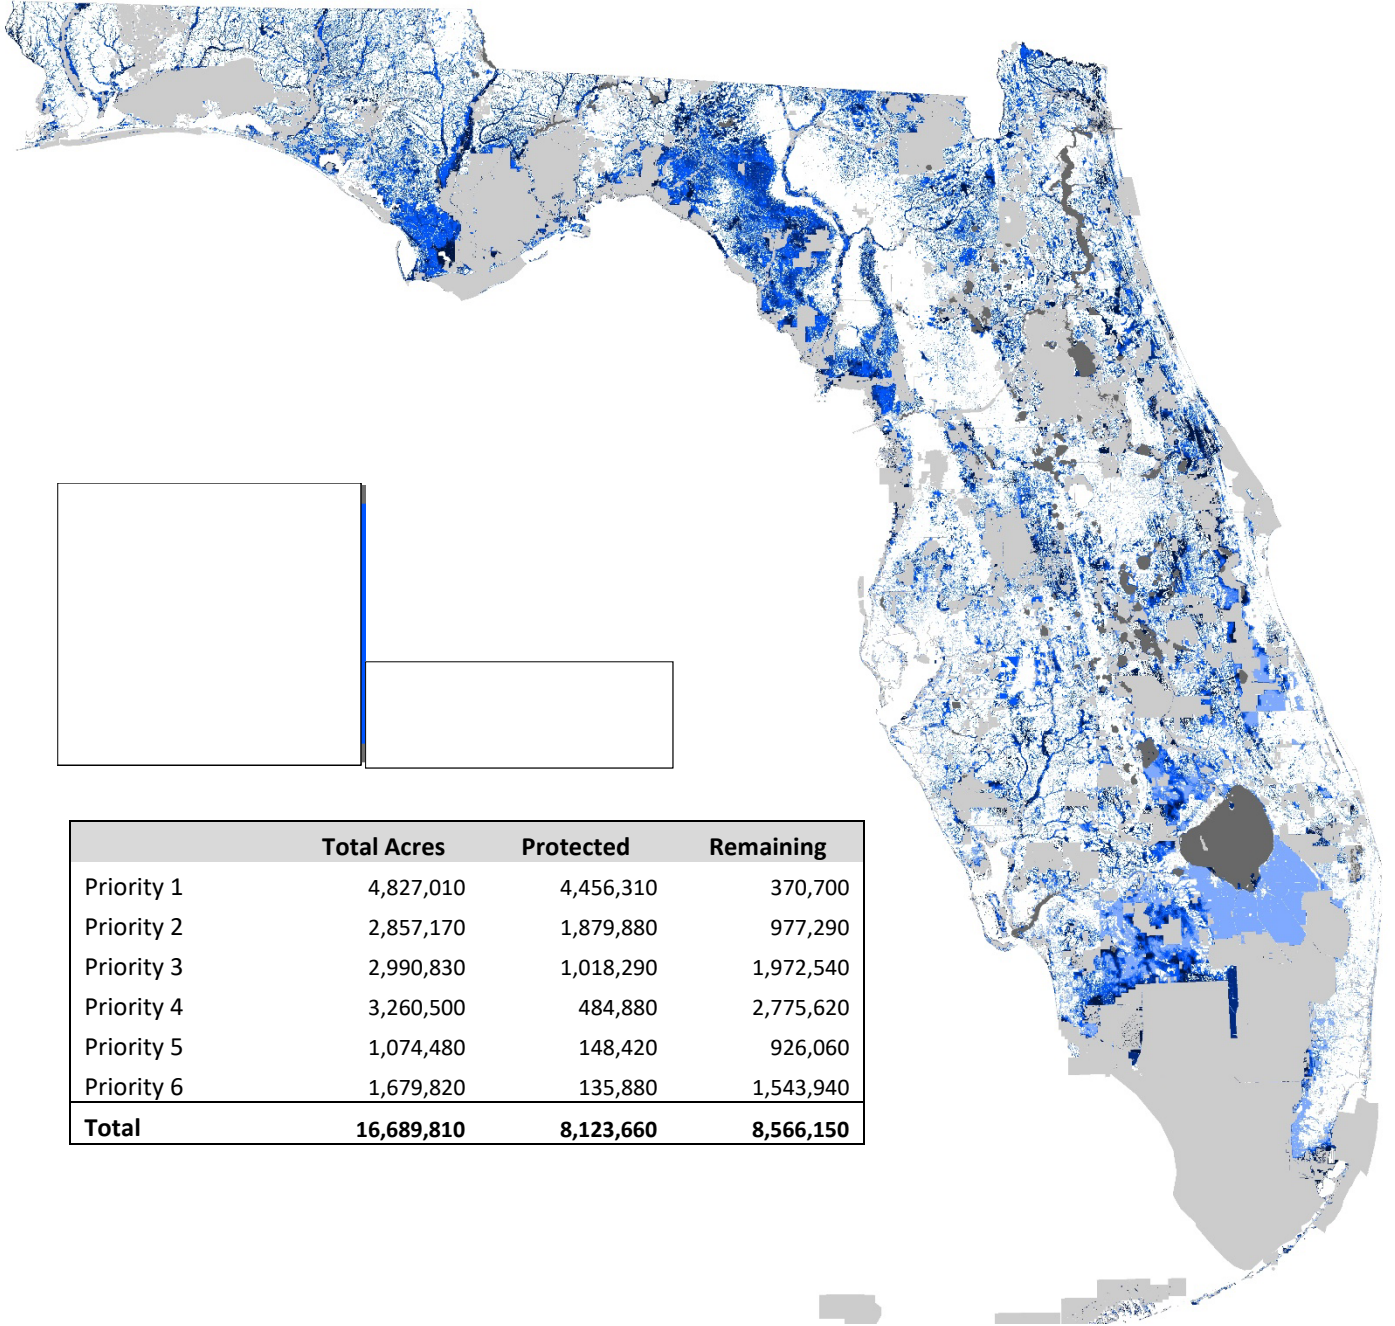 Total Acres Protected Remaining
Priority 1 4,827,010 4,456,310 370,700
Priority 2 2,857,170 1,879,880 977,290
Priority 3 2,990,830 1,018,290 1,972,540
Priority 4 3,260,500 484,880 2,775,620
Priority 5 1,074,480 148,420 926,060
Priority 6 1,679,820 135,880 1,543,940
Total 16,689,810 8,123,660 8,566,150